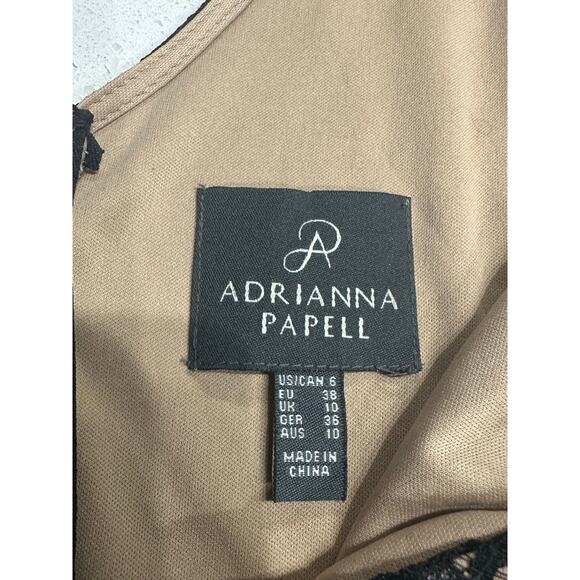 ADRIANNA
PAPELL
US/CAN 6
EU 38
UK 10
GER 36
AUS 10
MADE IN
CHINA